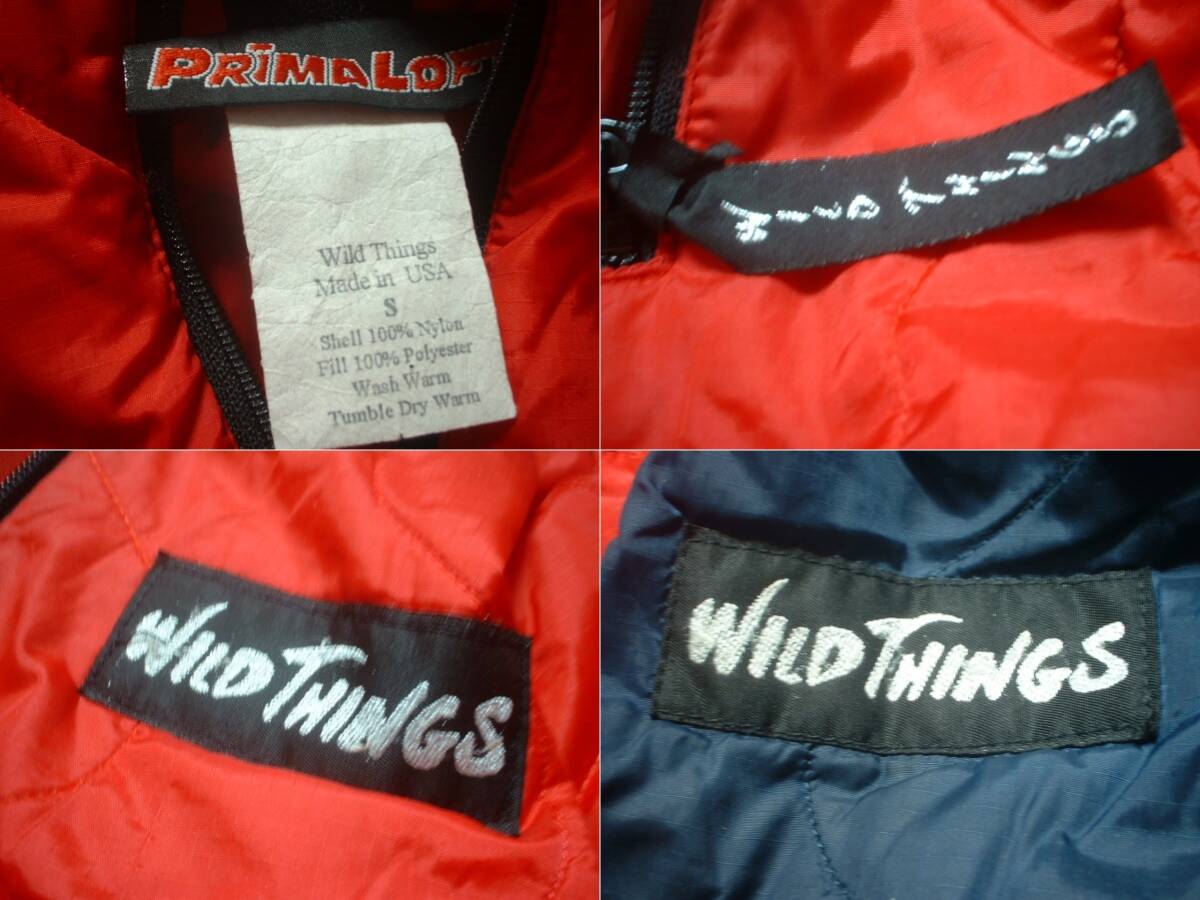 PRIMALOF
Wild Things
Made in USA
S
Shell 100% Nylon
Fill 100% Polyester
Wash Warm
Tumble Dry Warm
WILD THINGS
WILD THINGS
WILD THINGS